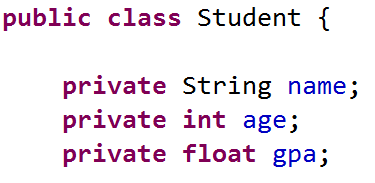 public class Student {
private String name;
private int age;
private float gpa;